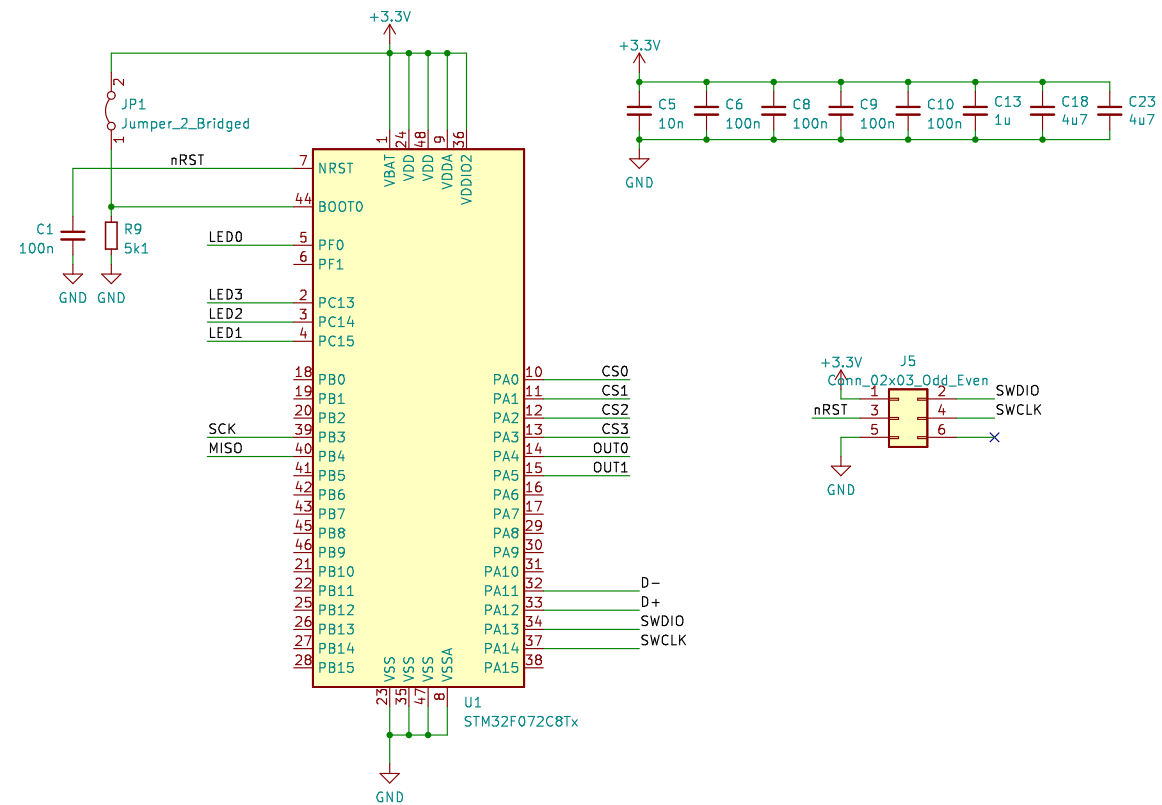 +3.3V
2
JP1
Jumper_2_Bridged
1
nRST
C1
100n
GND
R9
5k1
GND
LED0
LED3
LED2
LED1
SCK
MISO
1 24 48 9 36
VBAT VDD VDD VDDA VDDIO2
7 NRST
44 BOOT0
5 PF0
6 PF1
2 PC13
3 PC14
4 PC15
18 PB0
19 PB1
20 PB2
39 PB3
40 PB4
41 PB5
42 PB6
43 PB7
45 PB8
46 PB9
21 PB10
22 PB11
25 PB12
26 PB13
27 PB14
28 PB15
PA0 10 CS0
PA1 11 CS1
PA2 12 CS2
PA3 13 CS3
PA4 14 OUT0
PA5 15 OUT1
PA6 16
PA7 17
PA8 29
PA9 30
PA10 31
PA11 32 D-
PA12 33 D+
PA13 34 SWDIO
PA14 37 SWCLK
PA15 38
VSS VSS VSS VSSA
23 35 47 8
U1
STM32F072C8Tx
GND
+3.3V
C5
10n
C6
100n
C8
100n
C9
100n
C10
100n
C13
1u
C18
4u7
C23
4u7
GND
+3.3V
J5
Conn_02x03_Odd_Even
1 2 SWDIO
nRST 3 4 SWCLK
5 6
GND